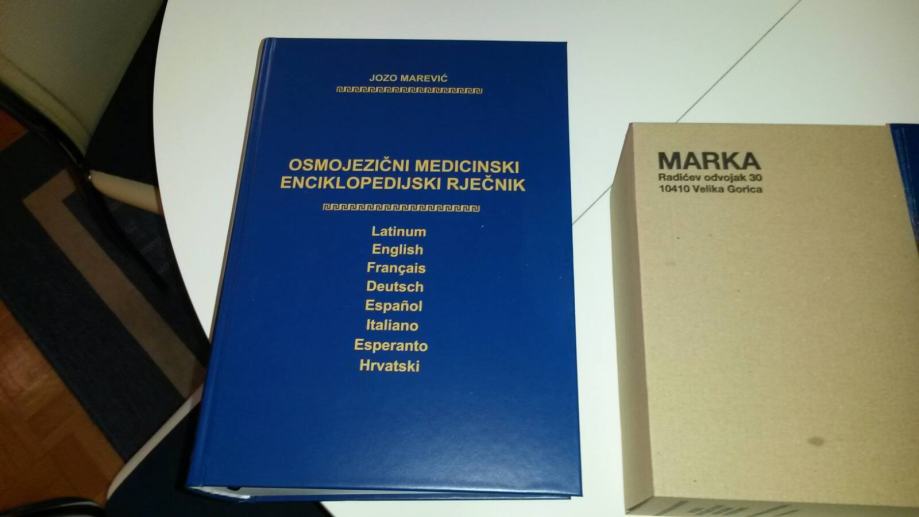 JOZO MAREVIĆ
OSMOJEZIČNI MEDICINSKI
ENCIKLOPEDIJSKI RJEČNIK
Latinum
English
Français
Deutsch
Español
Italiano
Esperanto
Hrvatski
MARKA
Radićev odvojak 30
10410 Velika Gorica